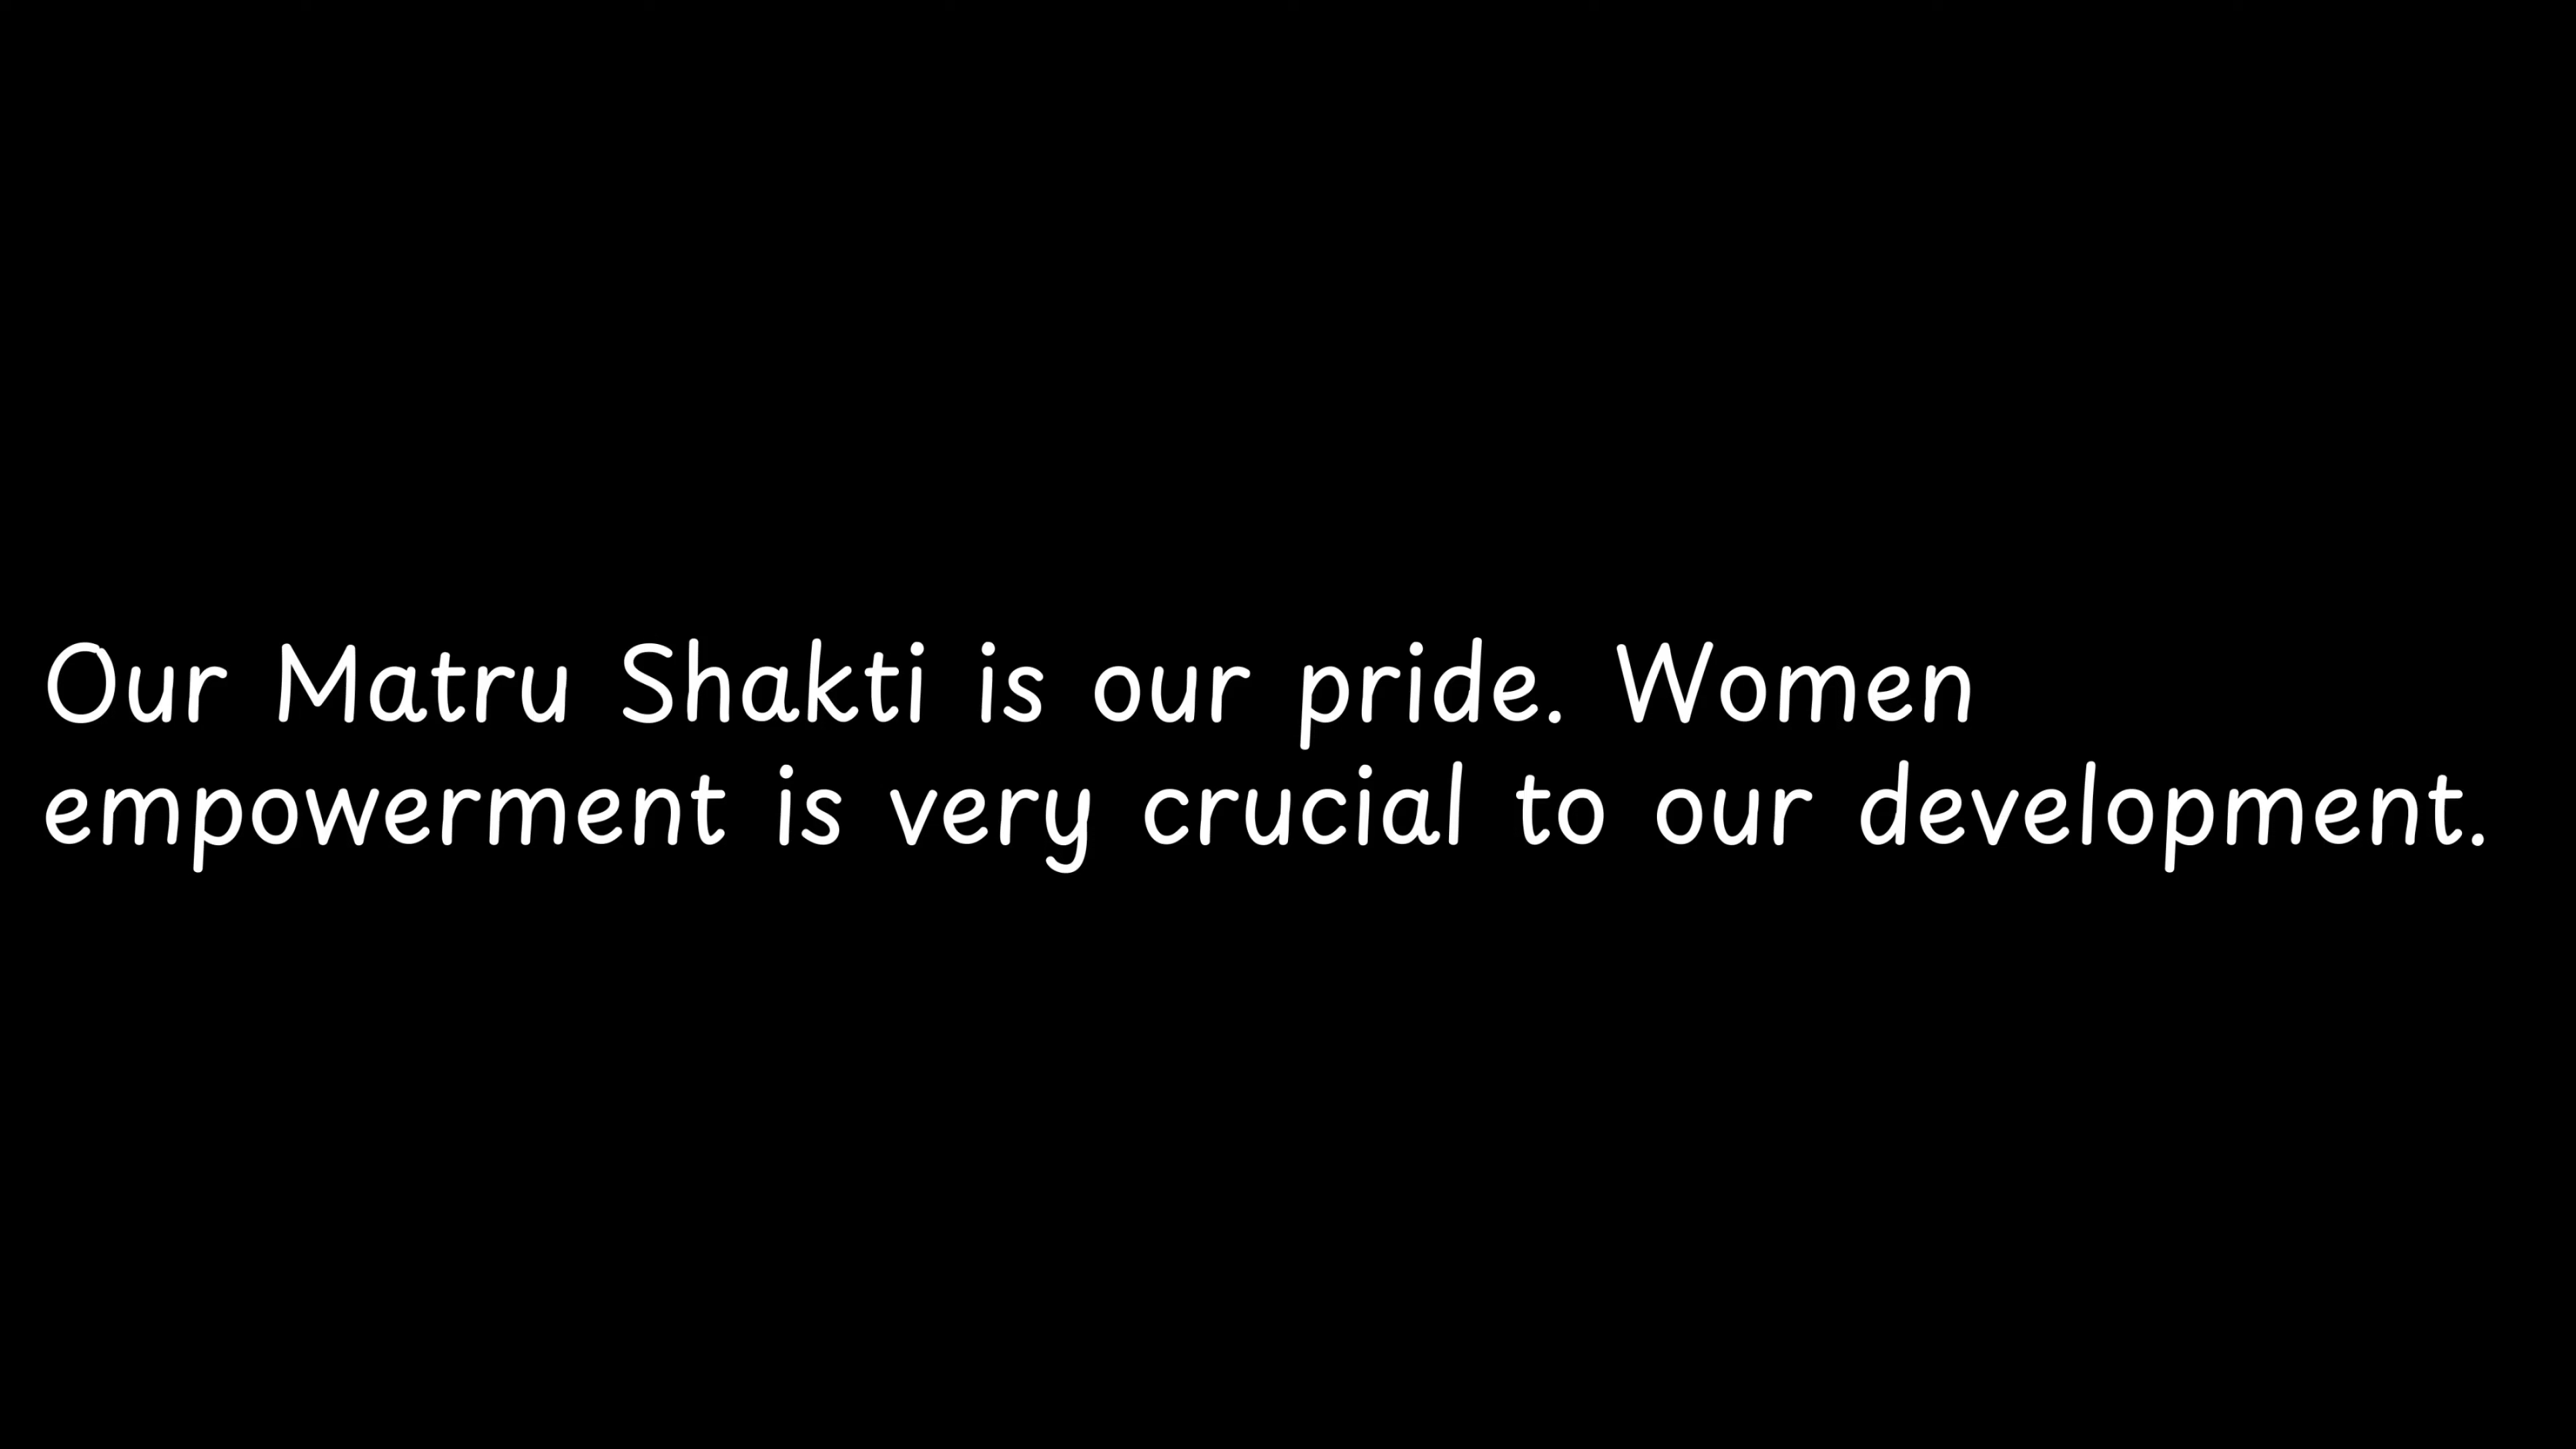 Our Matru Shakti is our pride. Women
empowerment is very crucial to our development.